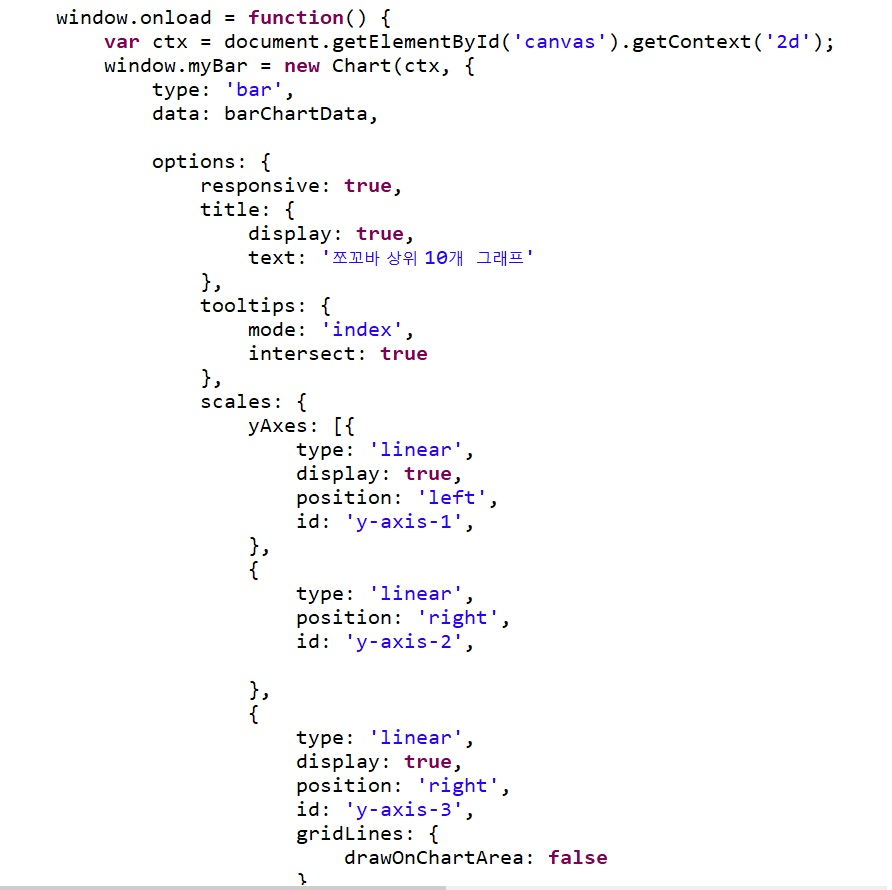 window.onload = function() {
    var ctx = document.getElementById('canvas').getContext('2d');
    window.myBar = new Chart(ctx, {
        type: 'bar',
        data: barChartData,

        options: {
            responsive: true,
            title: {
                display: true,
                text: '쪼꼬바 상위 10개 그래프'
            },
            tooltips: {
                mode: 'index',
                intersect: true
            },
            scales: {
                yAxes: [{
                    type: 'linear',
                    display: true,
                    position: 'left',
                    id: 'y-axis-1',
                },
                {
                    type: 'linear',
                    position: 'right',
                    id: 'y-axis-2',

                },
                {
                    type: 'linear',
                    display: true,
                    position: 'right',
                    id: 'y-axis-3',
                    gridLines: {
                        drawOnChartArea: false
                    }